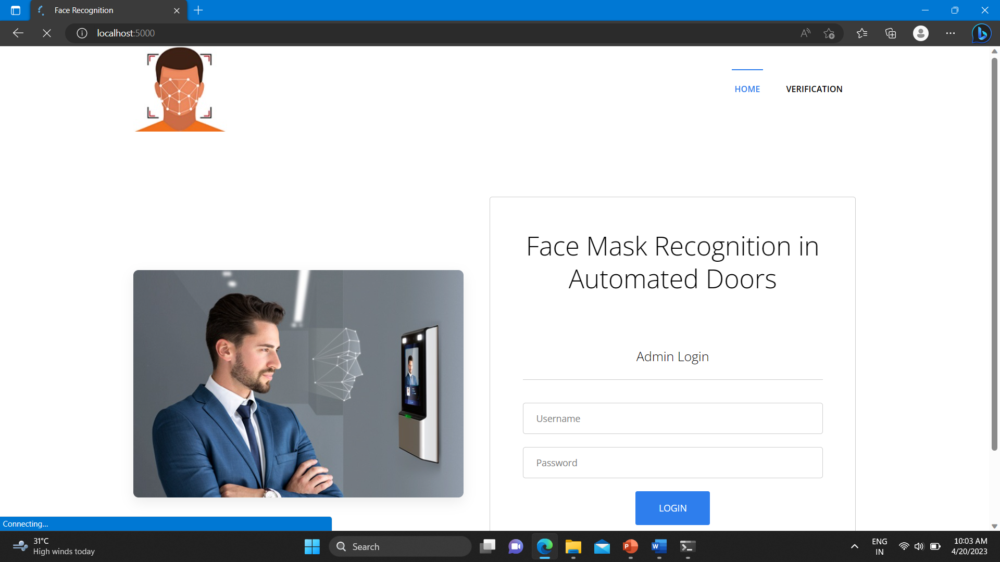 Face Recognition
localhost:5000
HOME
VERIFICATION
Face Mask Recognition in
Automated Doors
Admin Login
Username
Password
LOGIN
Connecting...
31°C
High winds today
Search
ENG
IN
10:03 AM
4/20/2023